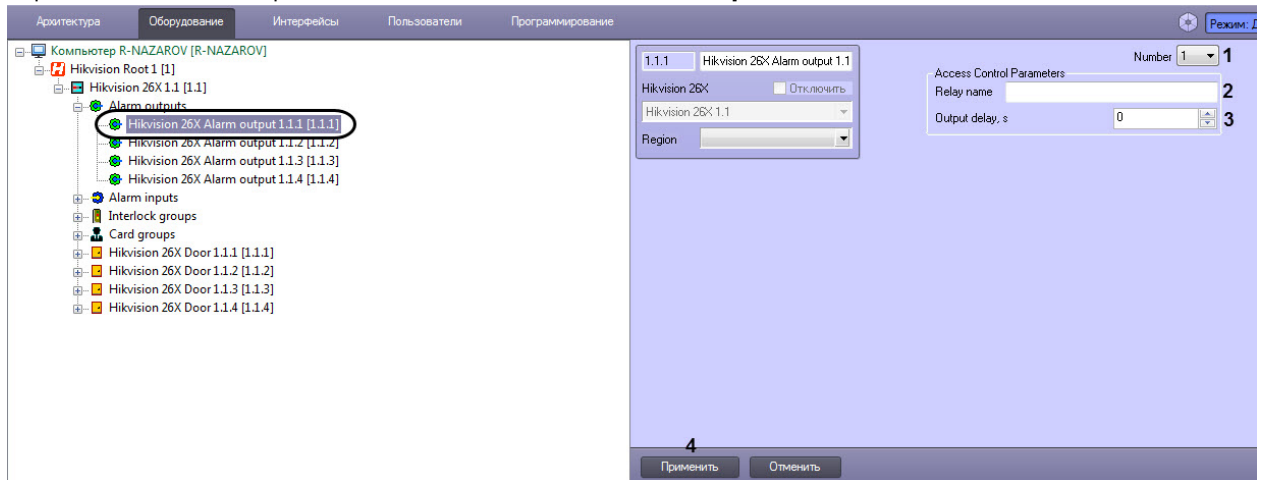 Архитектура Оборудование Интерфейсы Пользователи Программирование Режим: Д
Компьютер R-NAZAROV [R-NAZAROV]
Hikvision Root 1 [1]
Hikvision 26X 1.1 [1.1]
Alarm outputs
Hikvision 26X Alarm output 1.1.1 [1.1.1]
Hikvision 26X Alarm output 1.1.2 [1.1.2]
Hikvision 26X Alarm output 1.1.3 [1.1.3]
Hikvision 26X Alarm output 1.1.4 [1.1.4]
Alarm inputs
Interlock groups
Card groups
Hikvision 26X Door 1.1.1 [1.1.1]
Hikvision 26X Door 1.1.2 [1.1.2]
Hikvision 26X Door 1.1.3 [1.1.3]
Hikvision 26X Door 1.1.4 [1.1.4]
1.1.1 Hikvision 26X Alarm output 1.1
Hikvision 26X Отключить
Hikvision 26X 1.1
Region
Number 1 1
Access Control Parameters
Relay name 2
Output delay, s 0 3
4
Применить Отменить